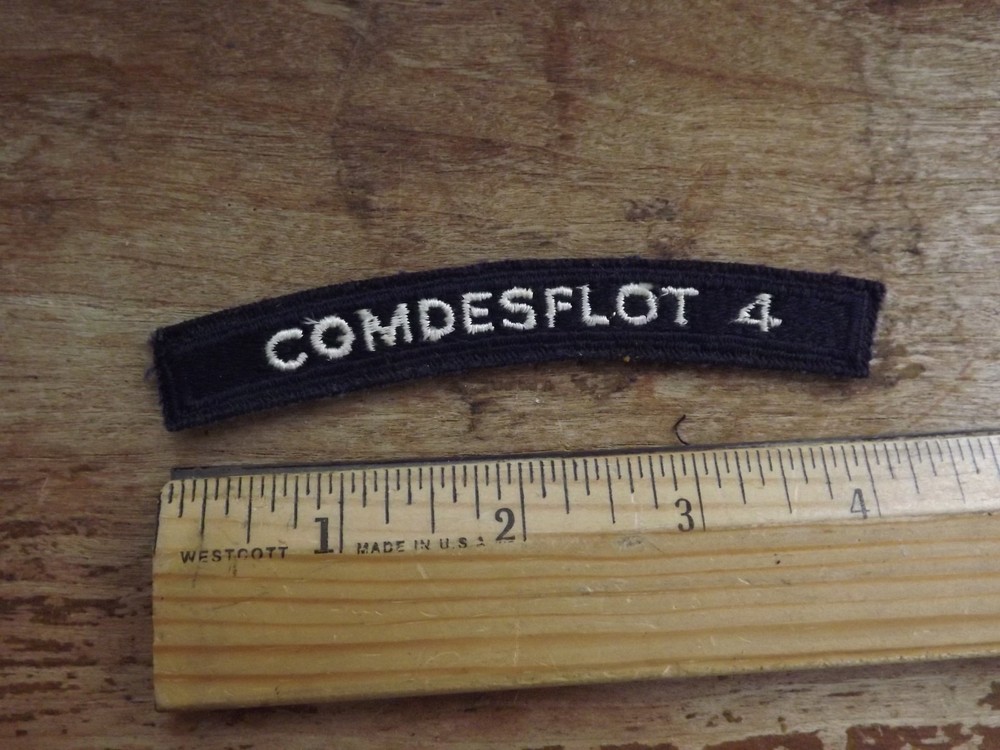 COMDESFLOT 4
1 2 3 4
WESTCOTT MADE IN U.S.A.